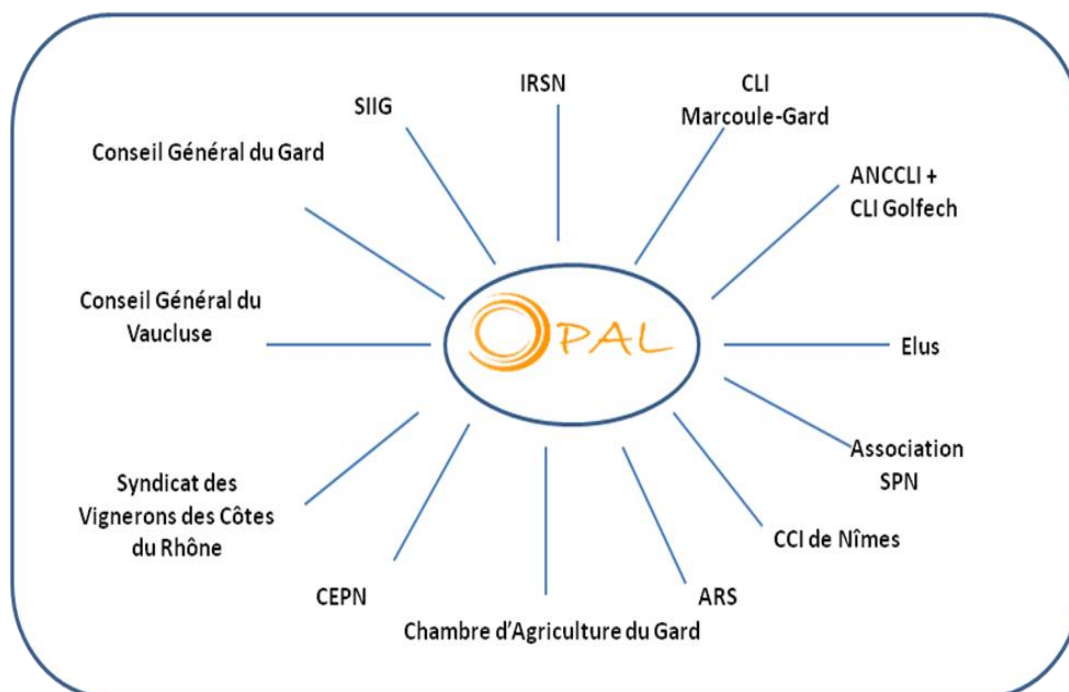 IRSN
CLI
Marcoule-Gard
SIIG
Conseil Général du Gard
ANCCLI +
CLI Golfech
Conseil Général du
Vaucluse
OPAL
Elus
Association
SPN
Syndicat des
Vignerons des Côtes
du Rhône
CCI de Nîmes
CEPN
ARS
Chambre d'Agriculture du Gard